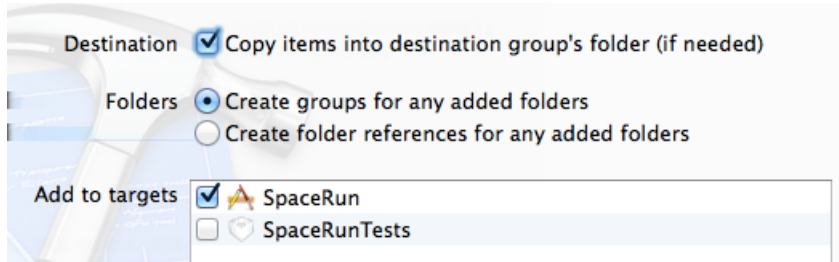 Destination Copy items into destination group's folder (if needed)
Folders Create groups for any added folders
Create folder references for any added folders
Add to targets SpaceRun
SpaceRunTests